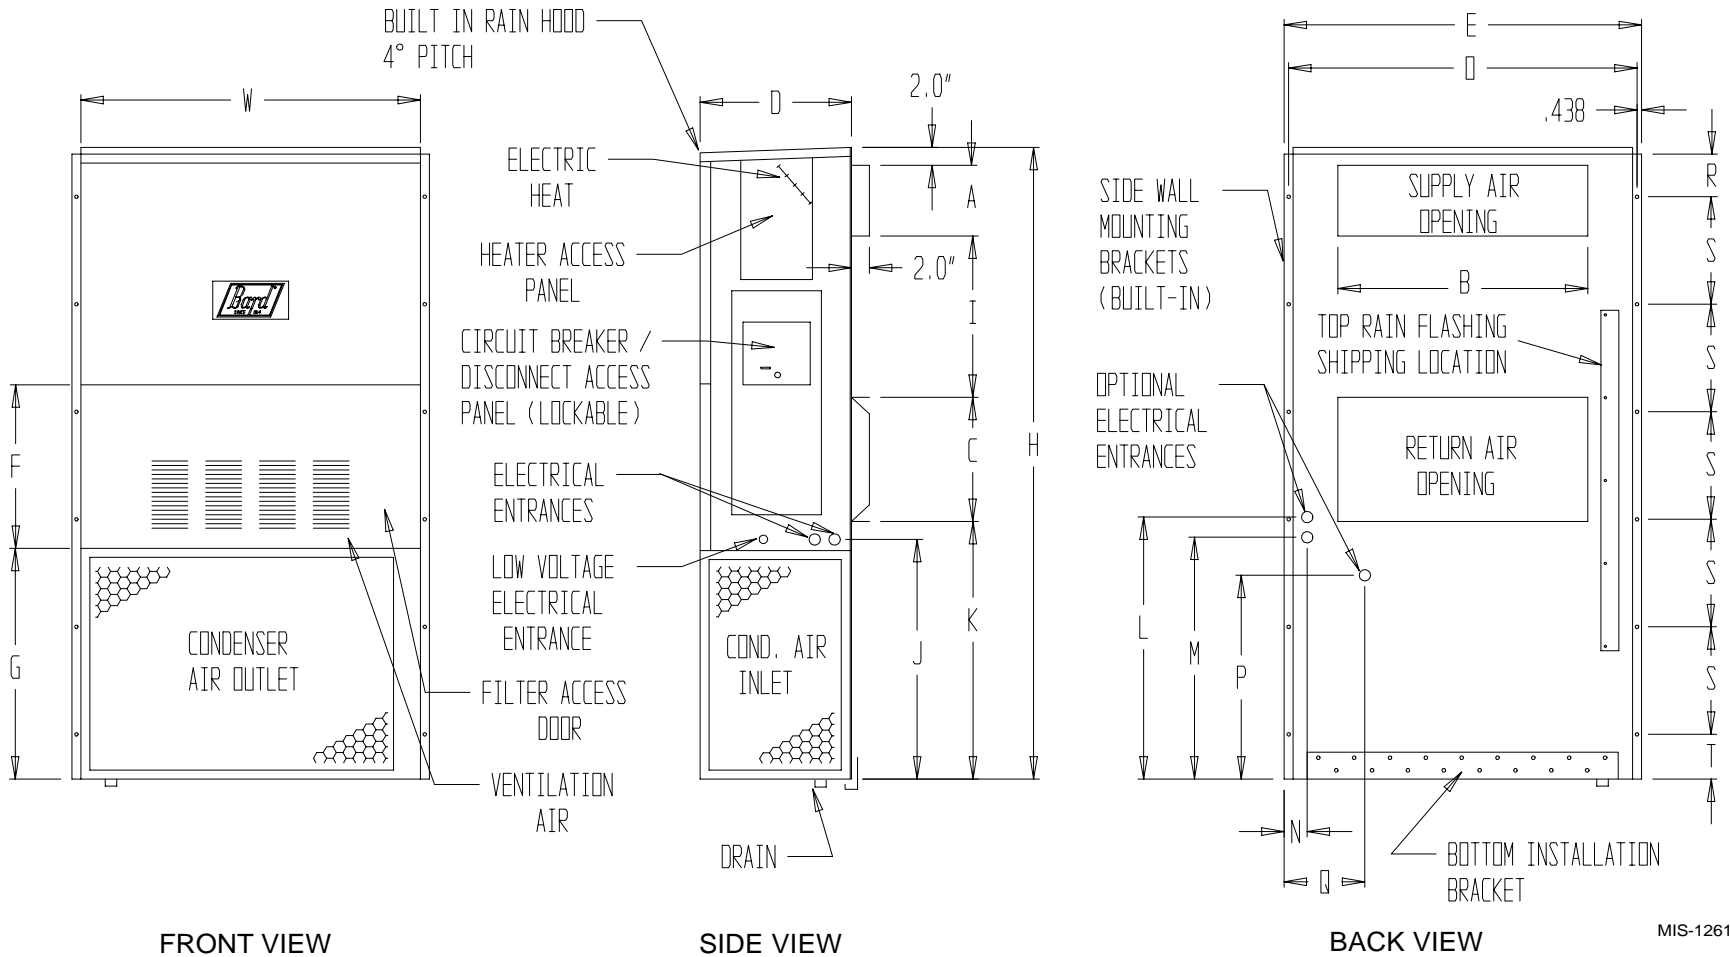 BUILT IN RAIN HOOD
4° PITCH
W
Bard
F
G
CONDENSER
AIR OUTLET
ELECTRIC
HEAT
HEATER ACCESS
PANEL
CIRCUIT BREAKER /
DISCONNECT ACCESS
PANEL (LOCKABLE)
ELECTRICAL
ENTRANCES
LOW VOLTAGE
ELECTRICAL
ENTRANCE
FILTER ACCESS
DOOR
VENTILATION
AIR
D
2.0"
A
2.0"
I
C
H
K
J
COND. AIR
INLET
DRAIN
E
O
.438
SIDE WALL
MOUNTING
BRACKETS
(BUILT-IN)
SUPPLY AIR
OPENING
B
TOP RAIN FLASHING
SHIPPING LOCATION
OPTIONAL
ELECTRICAL
ENTRANCES
RETURN AIR
OPENING
R
S
S
S
S
S
T
L
M
P
N
Q
BOTTOM INSTALLATION
BRACKET
FRONT VIEW
SIDE VIEW
BACK VIEW
MIS-1261